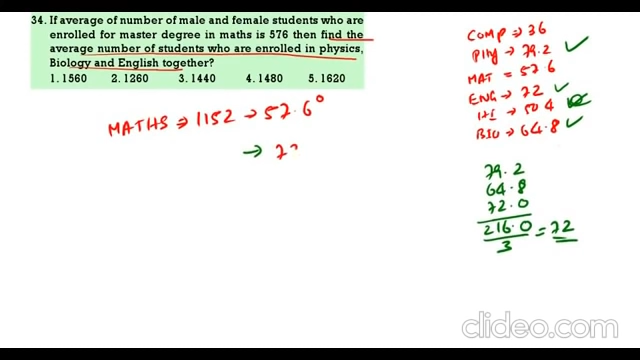 34. If average of number of male and female students who are
enrolled for master degree in maths is 576 then find the
average number of students who are enrolled in physics,
Biology and English together?
1. 1560 2. 1260 3. 1440 4. 1480 5. 1620
MATHS ⇒ 1152 → 57.6°
→ 7
COMP → 36
PHY → 79.2 ✓
MAT = 57.6
ENG → 72 ✓
HI → 50.4
BIO → 64.8 ✓
79.2
64.8
72.0
216.0
3
= 72
clideo.com